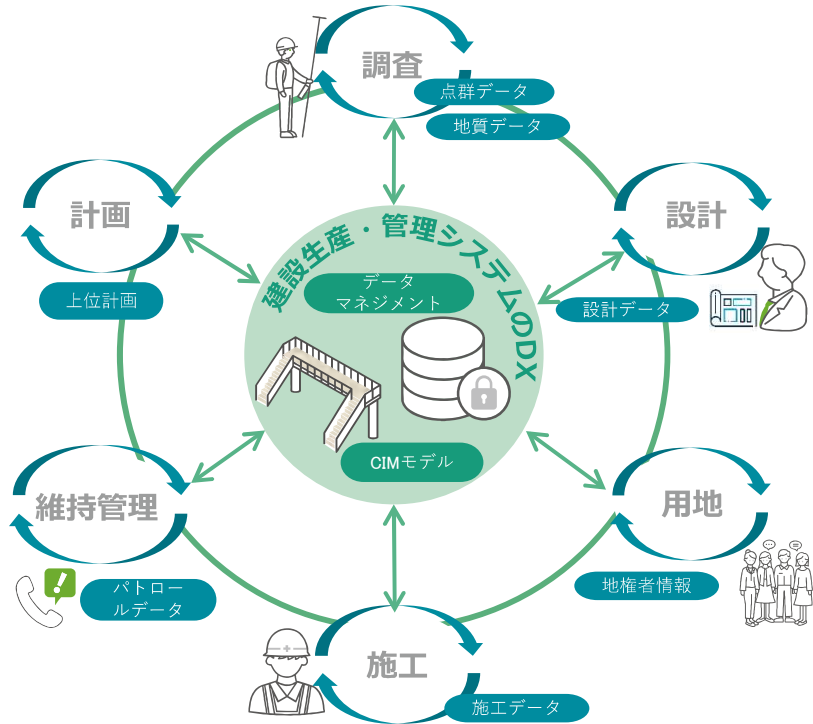 調査
点群データ
地質データ
計画
上位計画
設計
設計データ
建設生産・管理システムのDX
データ
マネジメント
CIMモデル
維持管理
パトロー
ルデータ
用地
地権者情報
施工
施工データ